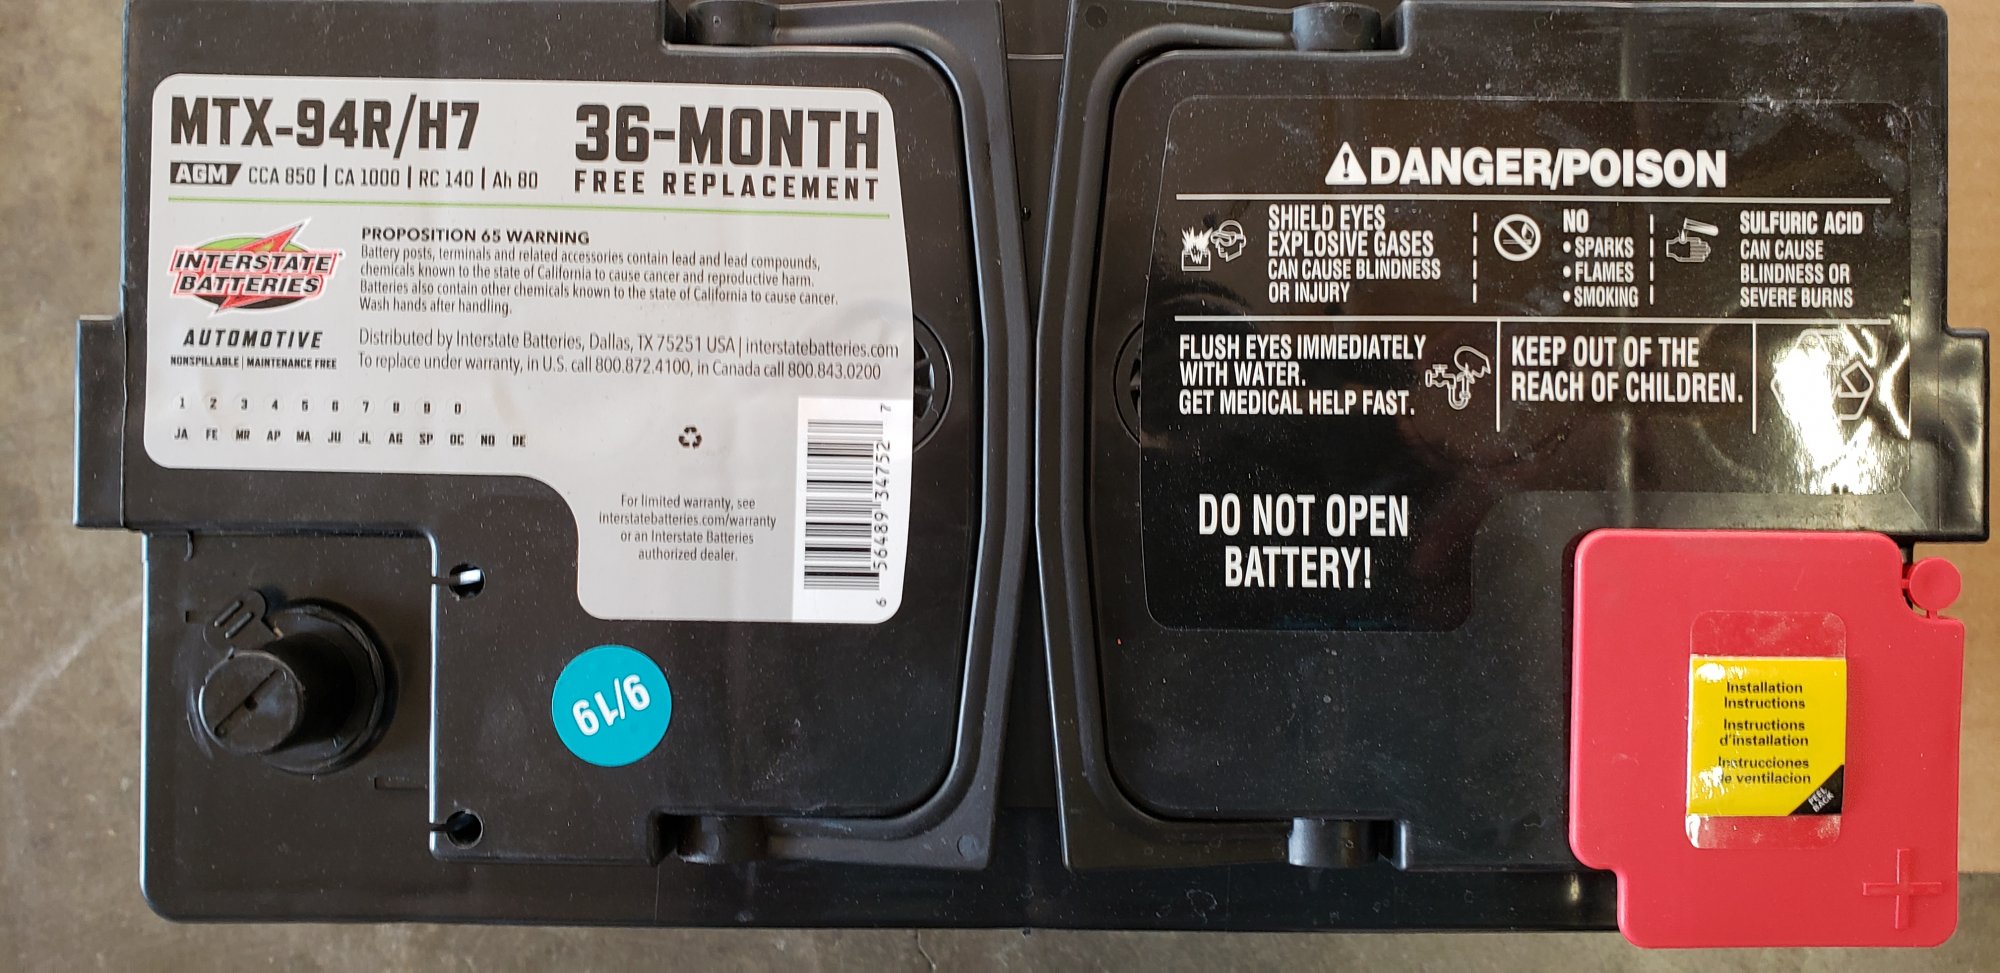 MTX-94R/H7
AGM CCA 850 | CA 1000 | RC 140 | Ah 80
36-MONTH
FREE REPLACEMENT
INTERSTATE
BATTERIES
AUTOMOTIVE
NONSPILLABLE | MAINTENANCE FREE
PROPOSITION 65 WARNING
Battery posts, terminals and related accessories contain lead and lead compounds,
chemicals known to the state of California to cause cancer and reproductive harm.
Batteries also contain other chemicals known to the state of California to cause cancer.
Wash hands after handling.
Distributed by Interstate Batteries, Dallas, TX 75251 USA | interstatebatteries.com
To replace under warranty, in U.S. call 800.872.4100, in Canada call 800.843.0200
1 2 3 4 5 6 7 8 9 0
JA FE MR AP MA JU JL AG SP OC NO DE
For limited warranty, see
interstatebatteries.com/warranty
or an Interstate Batteries
authorized dealer.
6 56489 34752 7
9/19
DANGER/POISON
SHIELD EYES
EXPLOSIVE GASES
CAN CAUSE BLINDNESS
OR INJURY
NO
• SPARKS
• FLAMES
• SMOKING
SULFURIC ACID
CAN CAUSE
BLINDNESS OR
SEVERE BURNS
FLUSH EYES IMMEDIATELY
WITH WATER.
GET MEDICAL HELP FAST.
KEEP OUT OF THE
REACH OF CHILDREN.
DO NOT OPEN
BATTERY!
Installation
Instructions
Instructions
d'installation
Instrucciones
de ventilacion
PEEL
BACK
+